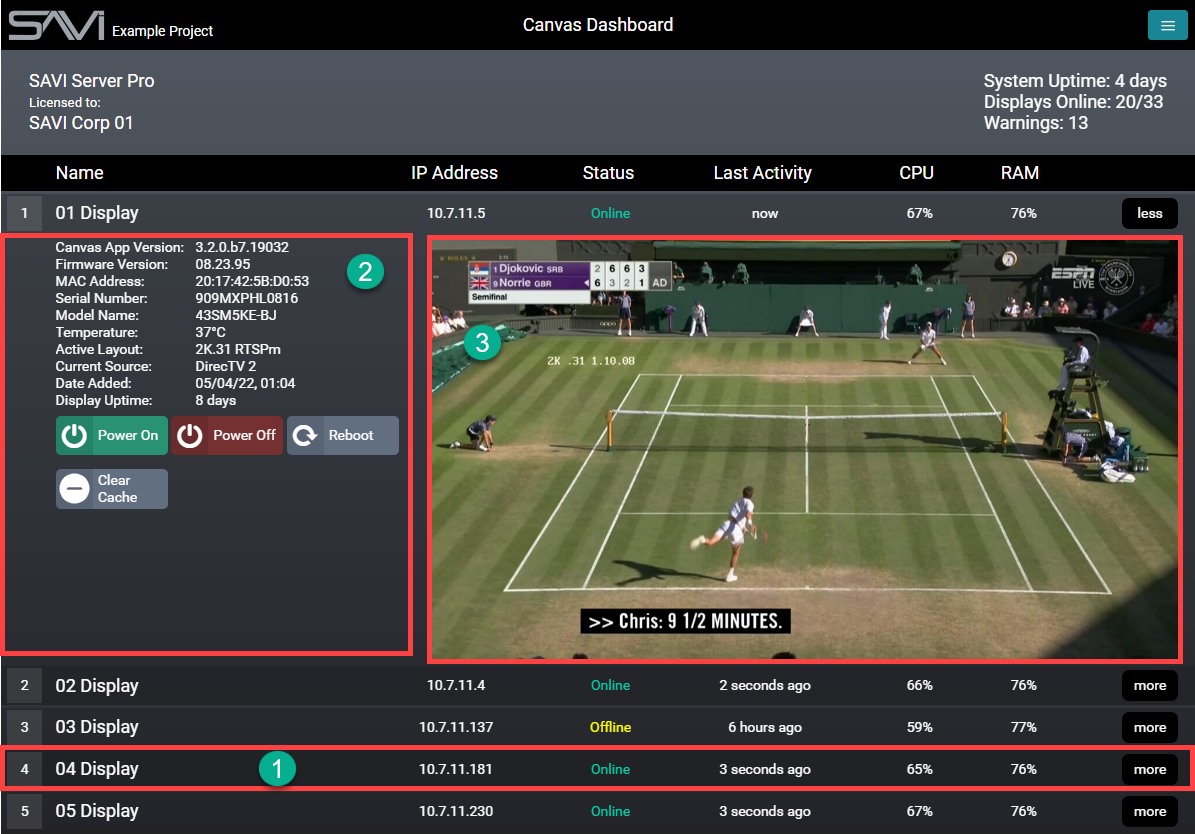 SAVI Example Project
Canvas Dashboard
SAVI Server Pro
Licensed to:
SAVI Corp 01
System Uptime: 4 days
Displays Online: 20/33
Warnings: 13
Name IP Address Status Last Activity CPU RAM
1 01 Display 10.7.11.5 Online now 67% 76% less
Canvas App Version: 3.2.0.b7.19032
Firmware Version: 08.23.95
MAC Address: 20:17:42:5B:D0:53
Serial Number: 909MXPHL0816
Model Name: 43SM5KE-BJ
Temperature: 37°C
Active Layout: 2K.31 RTSPm
Current Source: DirecTV 2
Date Added: 05/04/22, 01:04
Display Uptime: 8 days
2
Power On
Power Off
Reboot
Clear
Cache
ROLEX
1 Djokovic SRB 2 6 6 3
9 Norrie GBR 6 3 2 1 AD
Semifinal
ESPN
LIVE
oppo
3
2K .31 1.10.08
>> Chris: 9 1/2 MINUTES.
2 02 Display 10.7.11.4 Online 2 seconds ago 66% 76% more
3 03 Display 10.7.11.137 Offline 6 hours ago 59% 77% more
4 04 Display 1 10.7.11.181 Online 3 seconds ago 65% 76% more
5 05 Display 10.7.11.230 Online 3 seconds ago 67% 76% more